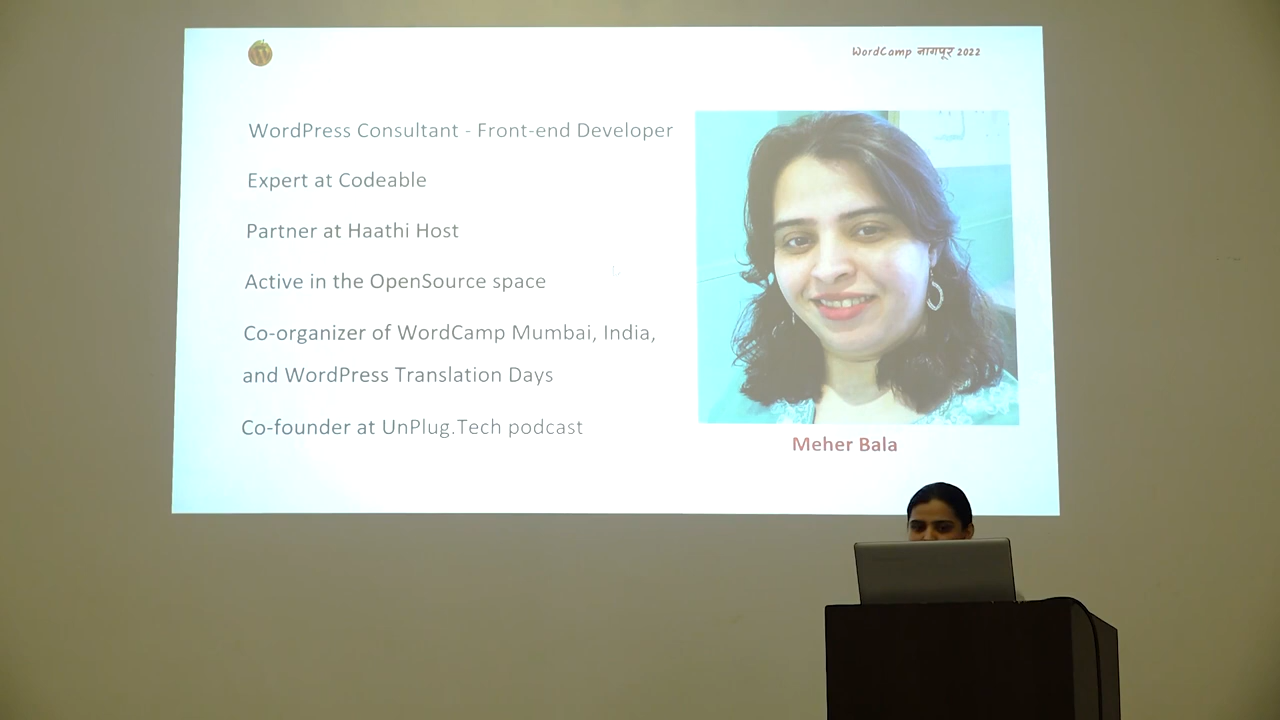 WordCamp नागपूर 2022
WordPress Consultant - Front-end Developer
Expert at Codeable
Partner at Haathi Host
Active in the OpenSource space
Co-organizer of WordCamp Mumbai, India,
and WordPress Translation Days
Co-founder at UnPlug.Tech podcast
Meher Bala